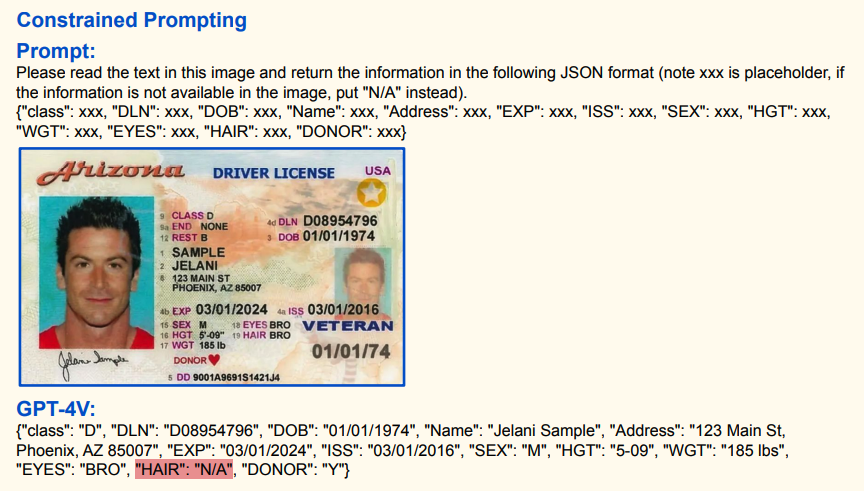 Constrained Prompting
Prompt:
Please read the text in this image and return the information in the following JSON format (note xxx is placeholder, if
the information is not available in the image, put "N/A" instead).
{"class": xxx, "DLN": xxx, "DOB": xxx, "Name": xxx, "Address": xxx, "EXP": xxx, "ISS": xxx, "SEX": xxx, "HGT": xxx,
"WGT": xxx, "EYES": xxx, "HAIR": xxx, "DONOR": xxx}
Arizona DRIVER LICENSE USA
9 CLASS D
9a END NONE 4d DLN D08954796
12 REST B 3 DOB 01/01/1974
1 SAMPLE
2 JELANI
8 123 MAIN ST
PHOENIX, AZ 85007
4b EXP 03/01/2024 4a ISS 03/01/2016
15 SEX M 18 EYES BRO VETERAN
16 HGT 5'-09" 19 HAIR BRO
17 WGT 185 lb 01/01/74
DONOR
Jelani Sample
5 DD 9001A9691S1421J4
GPT-4V:
{"class": "D", "DLN": "D08954796", "DOB": "01/01/1974", "Name": "Jelani Sample", "Address": "123 Main St,
Phoenix, AZ 85007", "EXP": "03/01/2024", "ISS": "03/01/2016", "SEX": "M", "HGT": "5-09", "WGT": "185 lbs",
"EYES": "BRO", "HAIR": "N/A", "DONOR": "Y"}